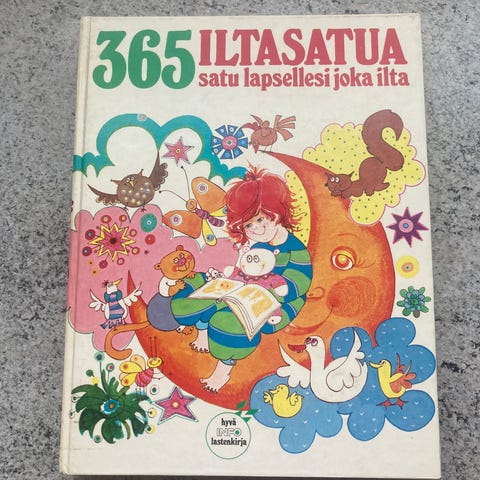 365 ILTASATUA
satu lapsellesi joka ilta
hyvä
INFO
lastenkirja